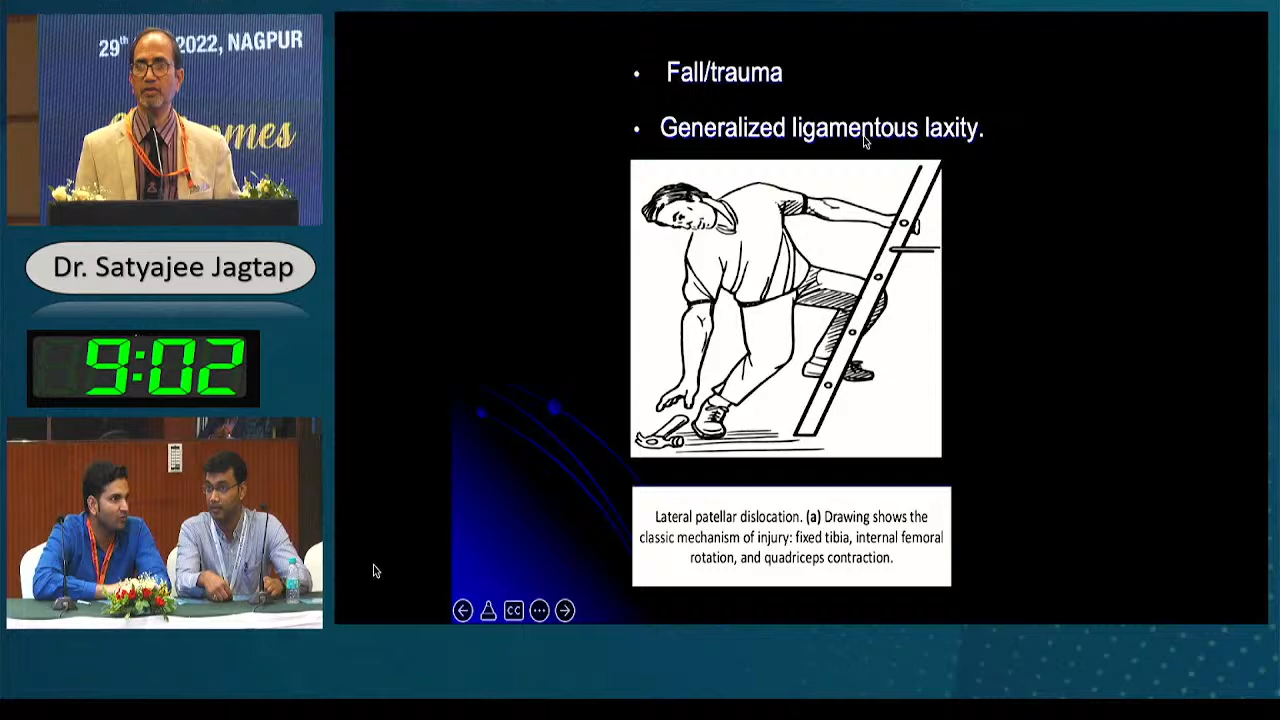 29th 2022, NAGPUR
Dr. Satyajee Jagtap
9:02
• Fall/trauma
• Generalized ligamentous laxity.
Lateral patellar dislocation. (a) Drawing shows the
classic mechanism of injury: fixed tibia, internal femoral
rotation, and quadriceps contraction.
CC